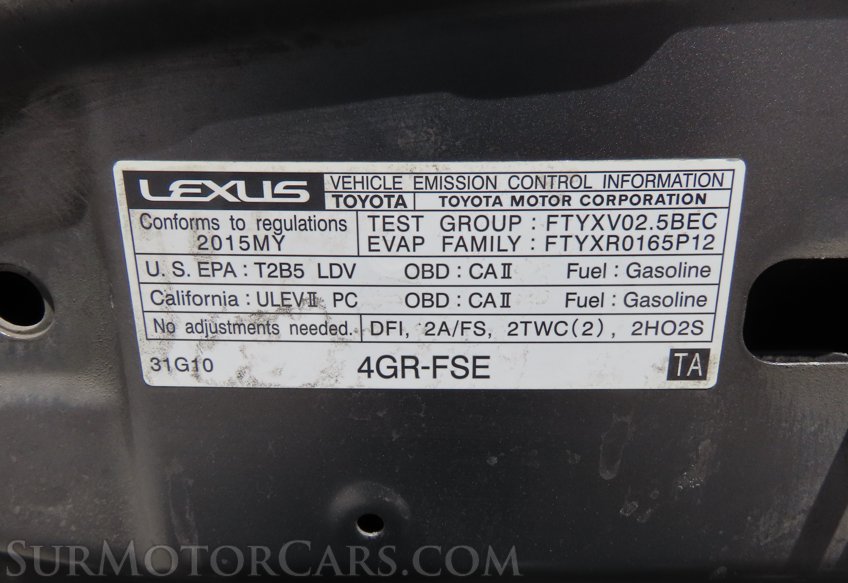 LEXUS VEHICLE EMISSION CONTROL INFORMATION
TOYOTA TOYOTA MOTOR CORPORATION
Conforms to regulations TEST GROUP : FTYXV02.5BEC
2015MY EVAP FAMILY : FTYXR0165P12
U.S. EPA : T2B5 LDV OBD : CAⅡ Fuel : Gasoline
California : ULEVⅡ PC OBD : CAⅡ Fuel : Gasoline
No adjustments needed. DFI, 2A/FS, 2TWC(2), 2HO2S
31G10 4GR-FSE TA
SURMOTORCARS.COM